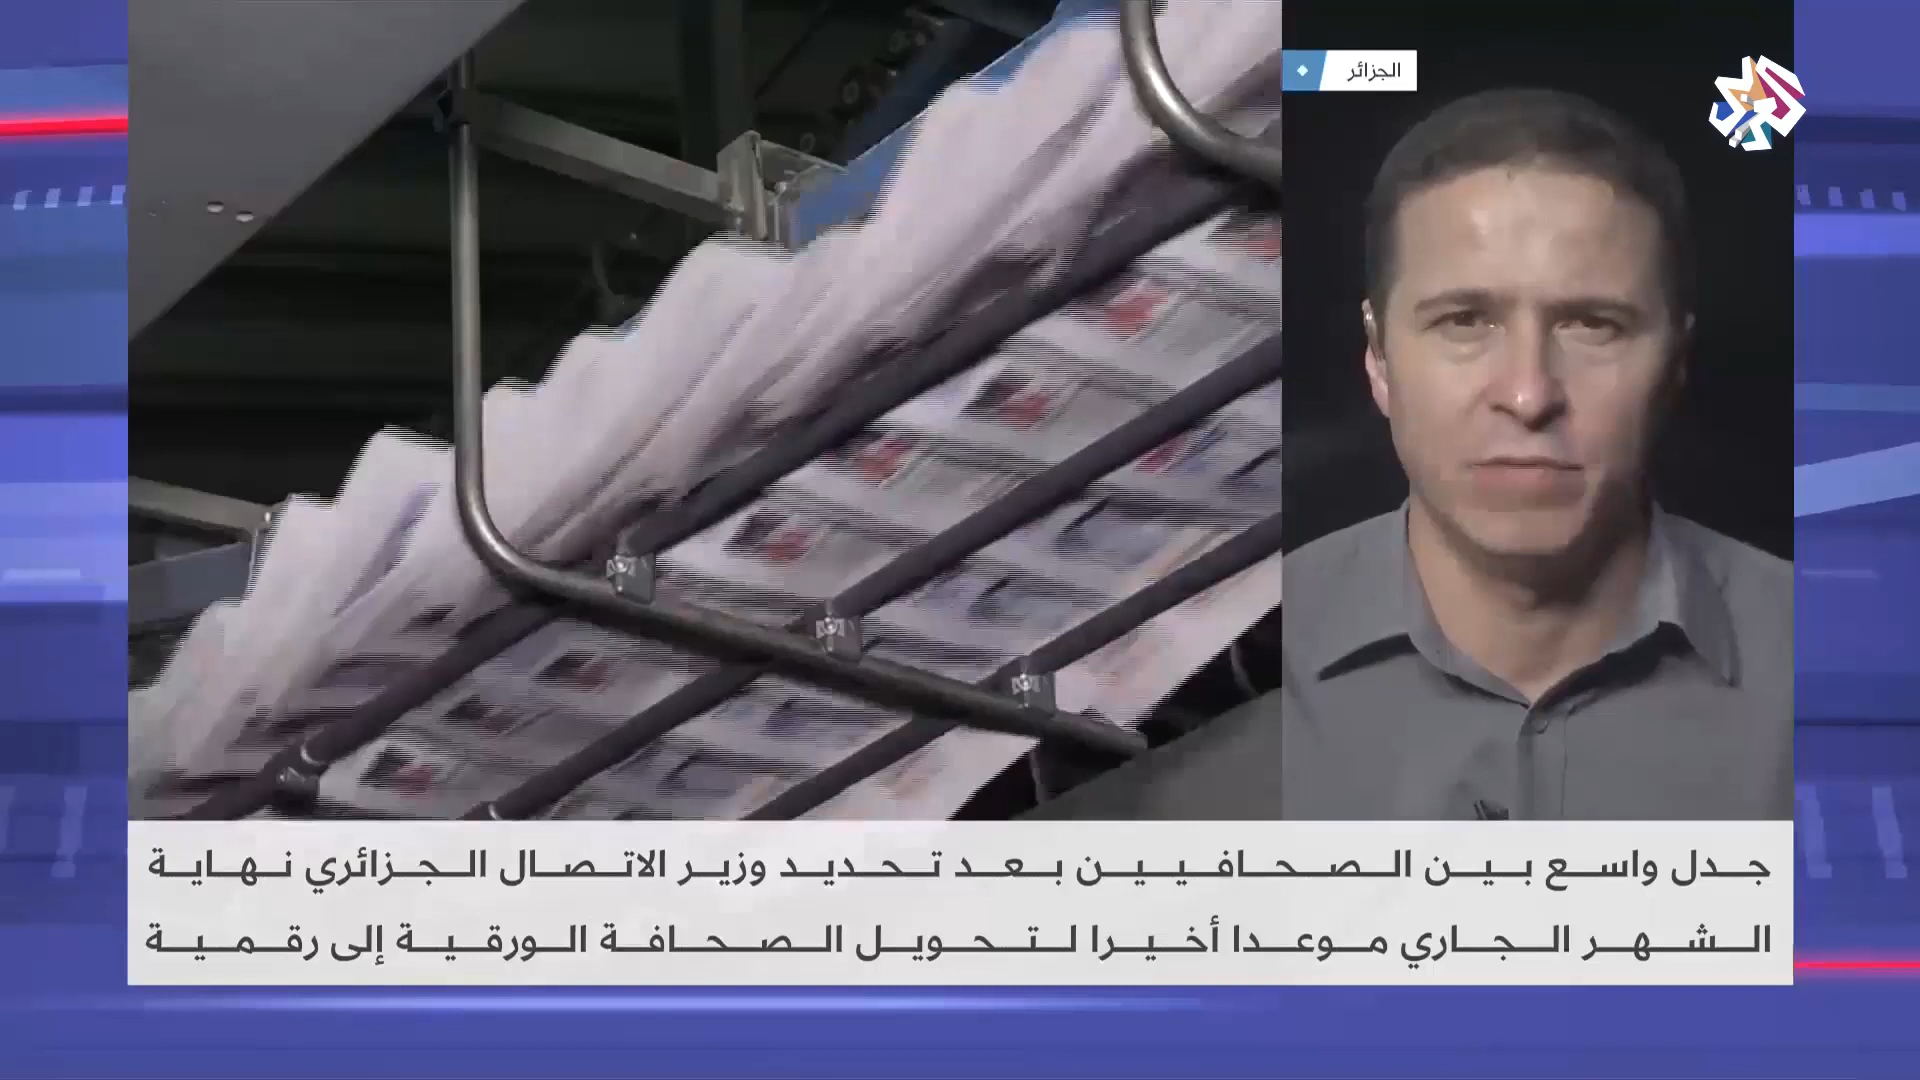 الجزائر
جدل واسع بين الصحافيين بعد تحديد وزير الاتصال الجزائري نهاية
الشهر الجاري موعدا أخيرا لتحويل الصحافة الورقية إلى رقمية